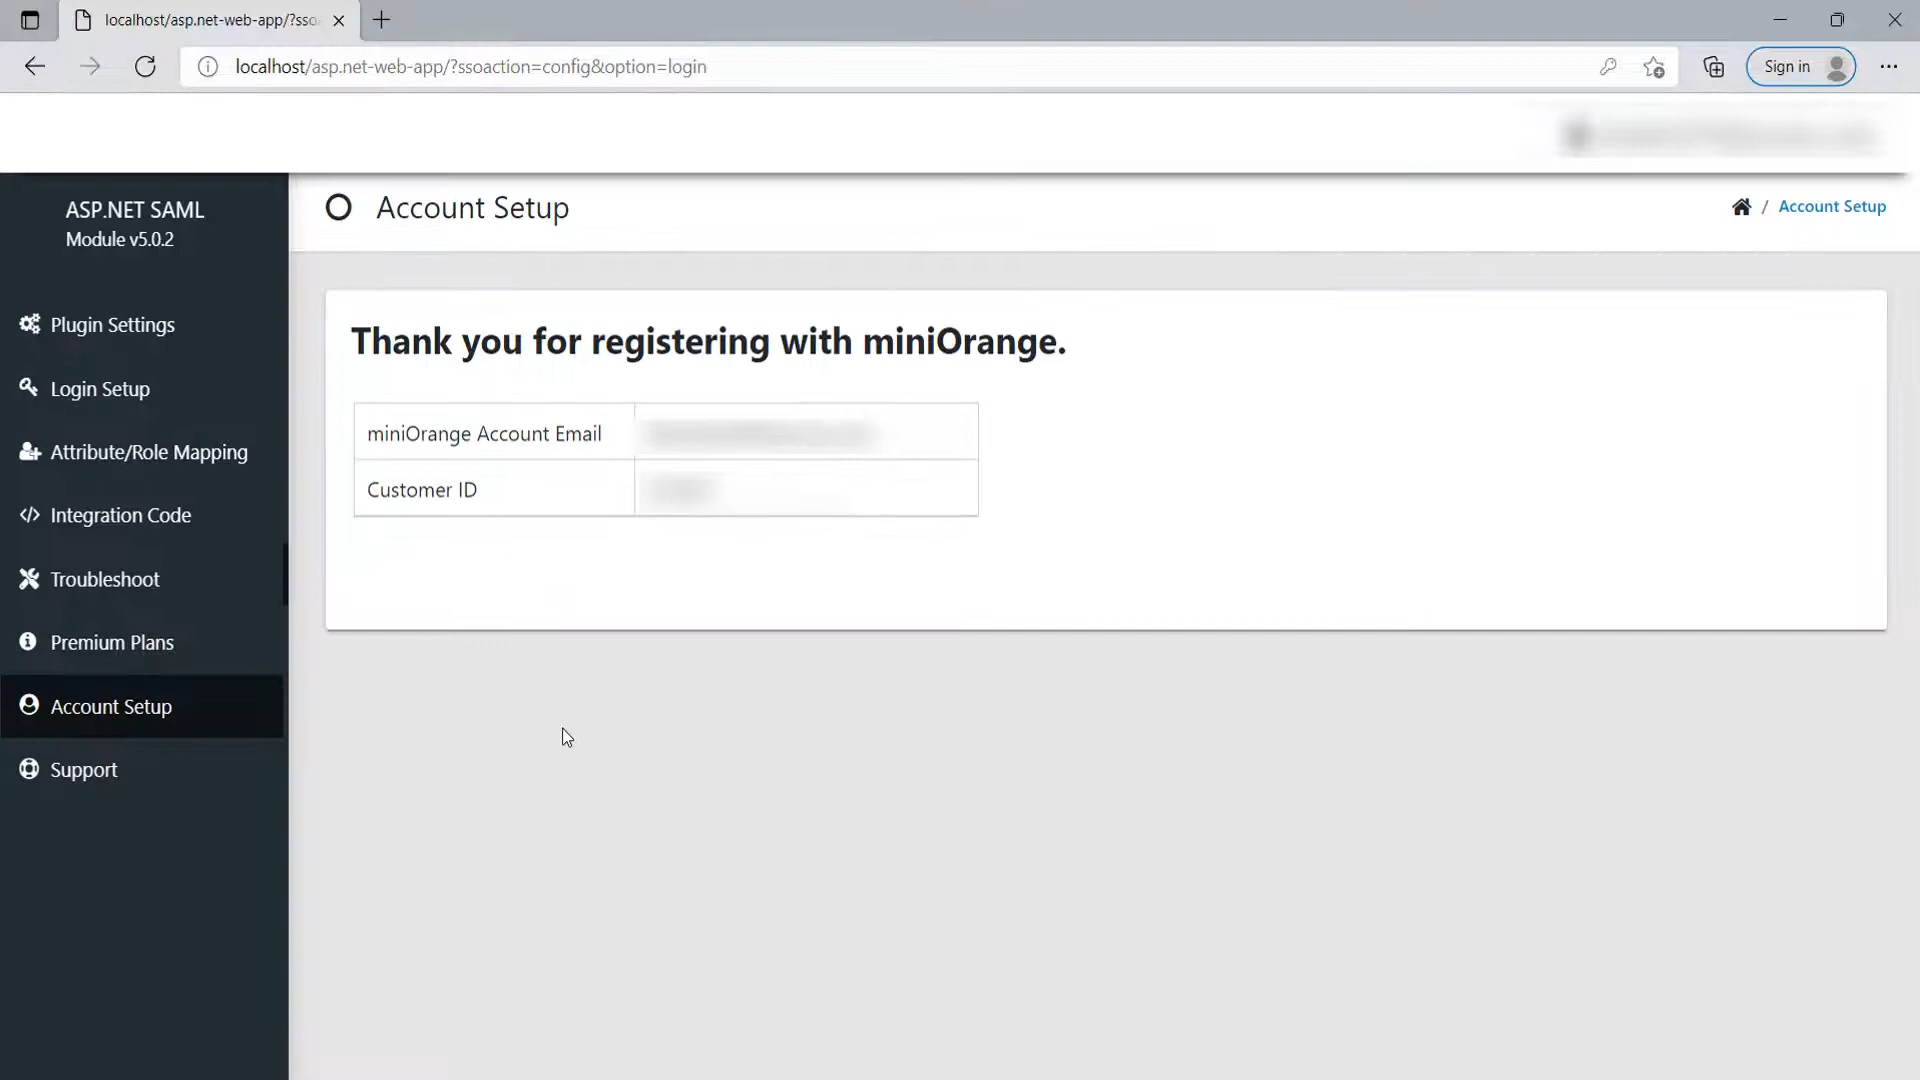 localhost/asp.net-web-app/?sso
localhost/asp.net-web-app/?ssoaction=config&option=login
Sign in
ASP.NET SAML
Module v5.0.2
Account Setup
/ Account Setup
Plugin Settings
Login Setup
Attribute/Role Mapping
Integration Code
Troubleshoot
Premium Plans
Account Setup
Support
Thank you for registering with miniOrange.
miniOrange Account Email
Customer ID